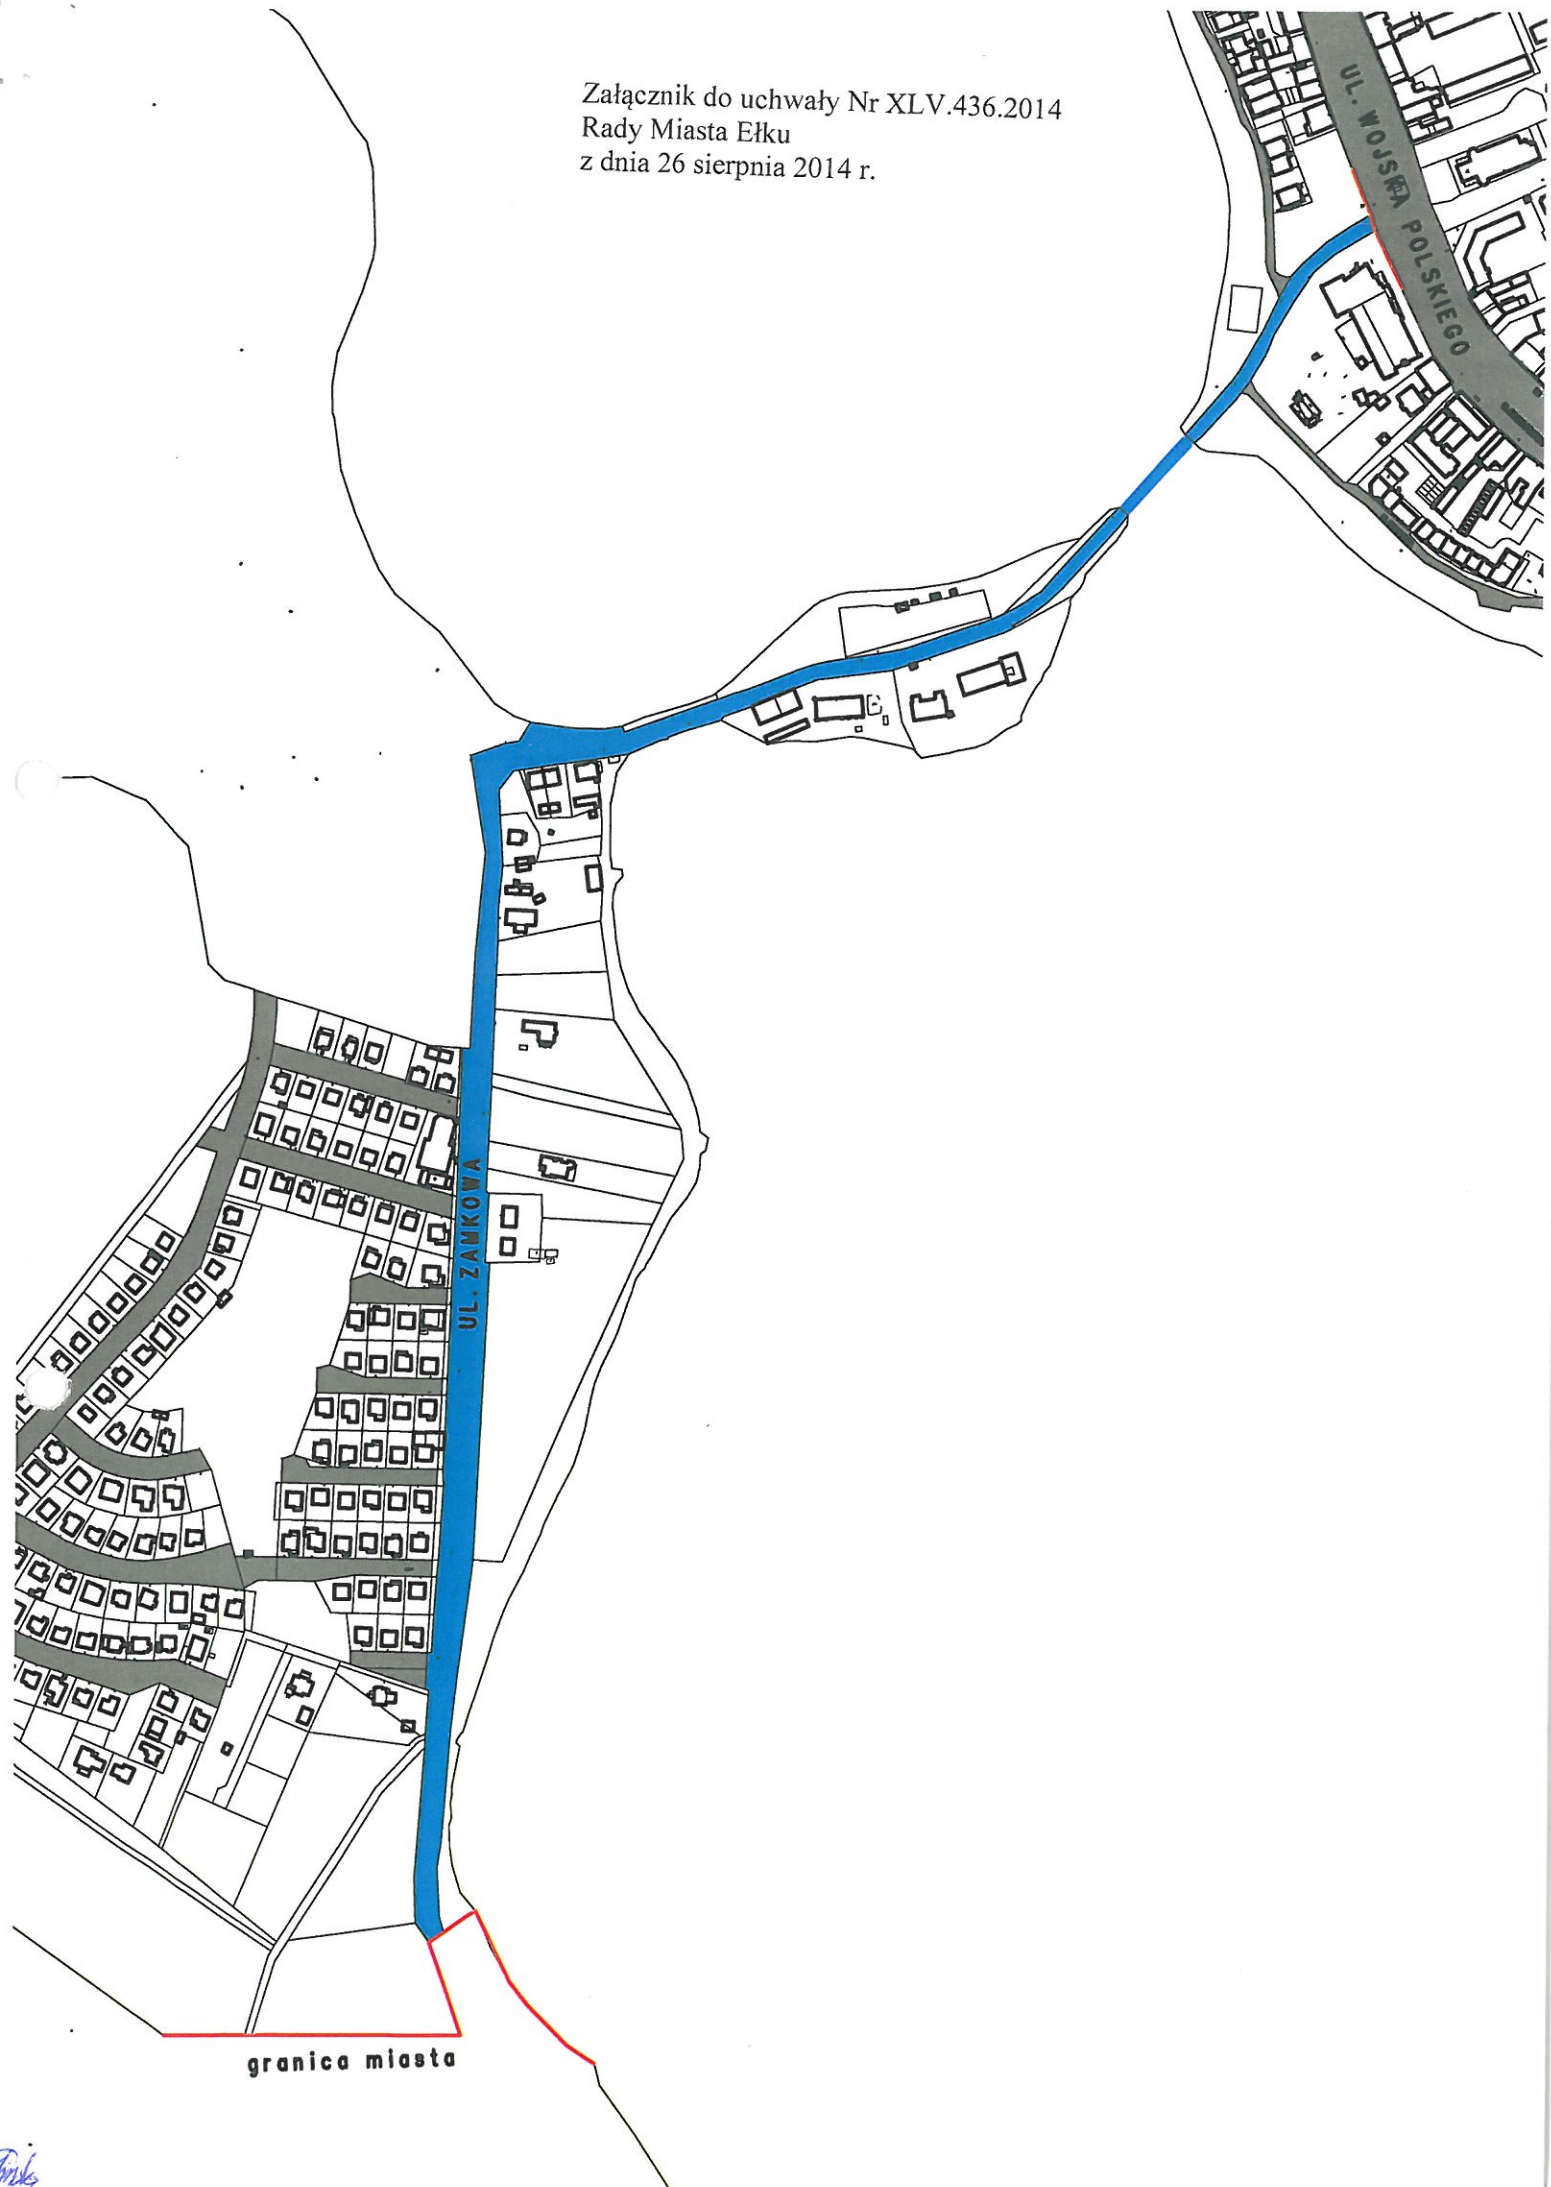 Załącznik do uchwały Nr XLV.436.2014
Rady Miasta Ełku
z dnia 26 sierpnia 2014 r.
UL. WOJSKA POLSKIEGO
UL. ZAMKOWA
granica miasta